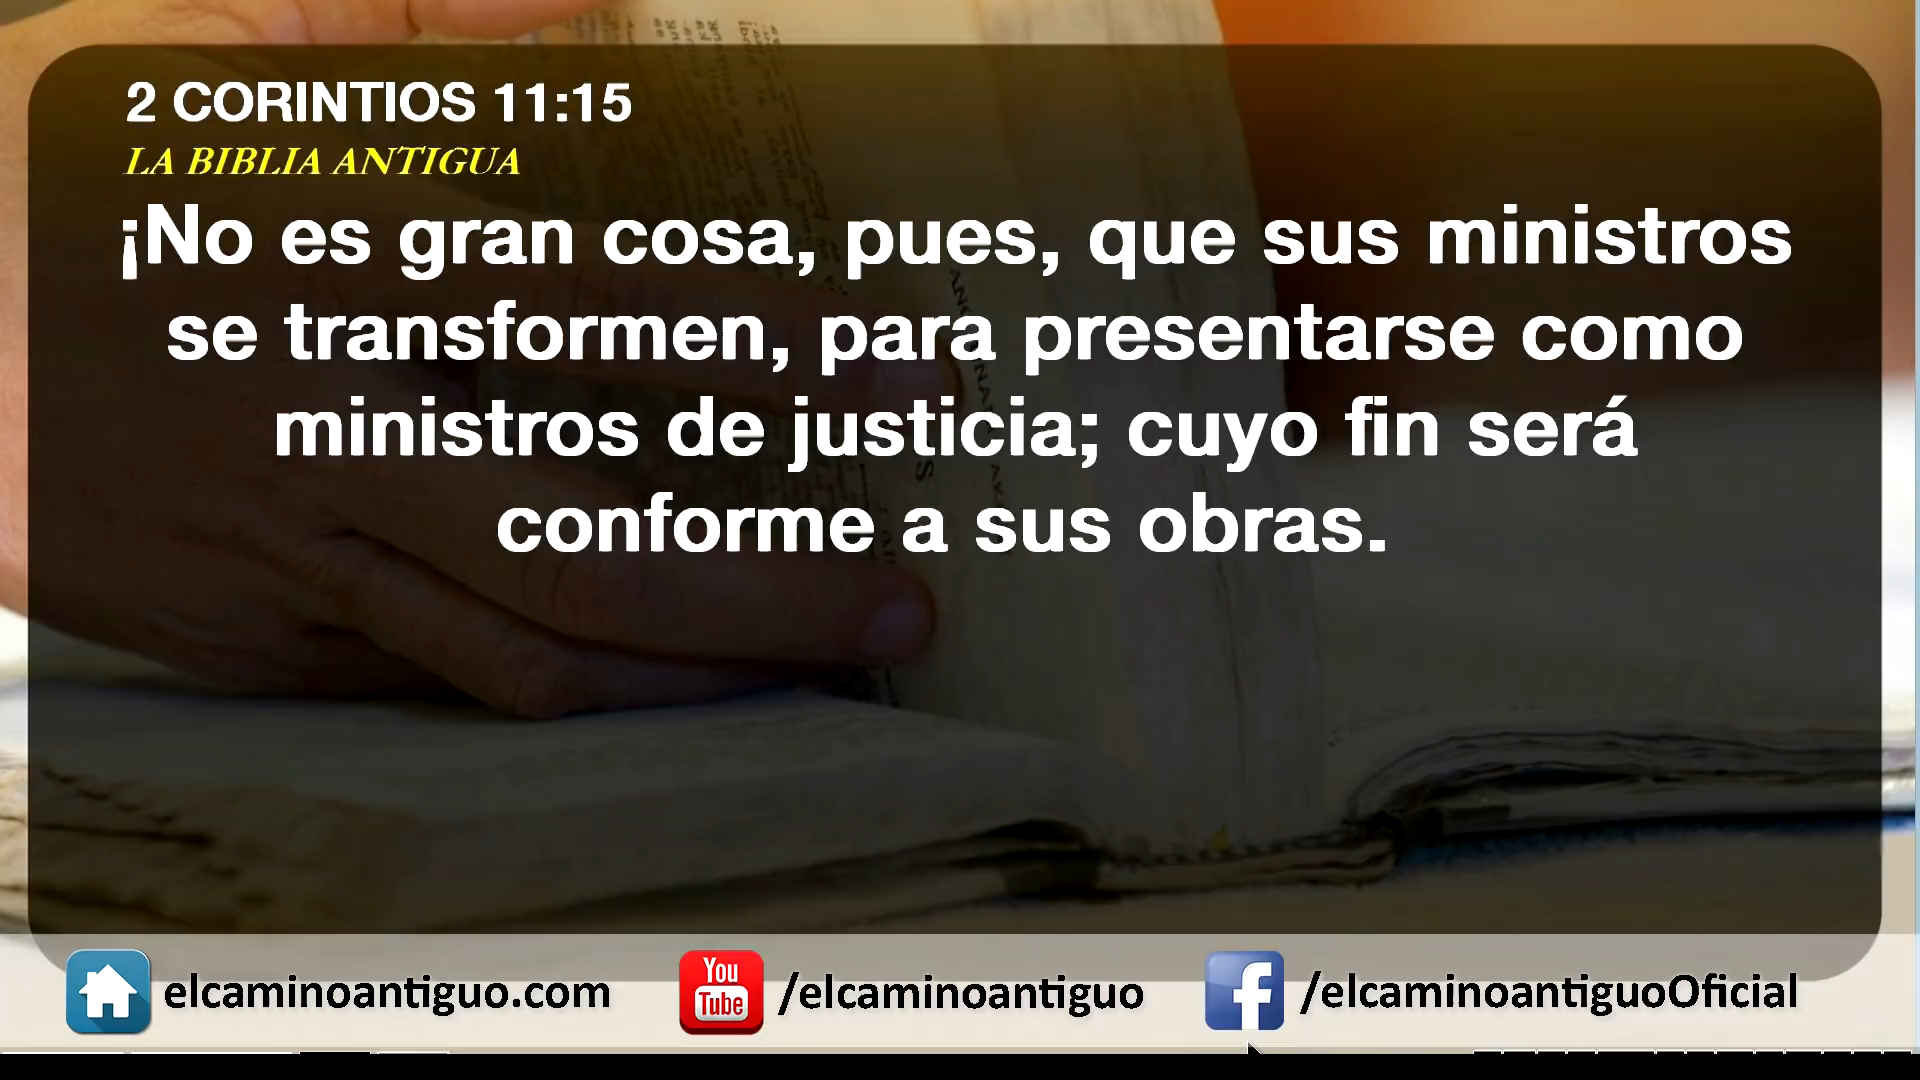 2 CORINTIOS 11:15
LA BIBLIA ANTIGUA
¡No es gran cosa, pues, que sus ministros
se transformen, para presentarse como
ministros de justicia; cuyo fin será
conforme a sus obras.
elcaminoantiguo.com
You
Tube
/elcaminoantiguo
f
/elcaminoantiguoOficial